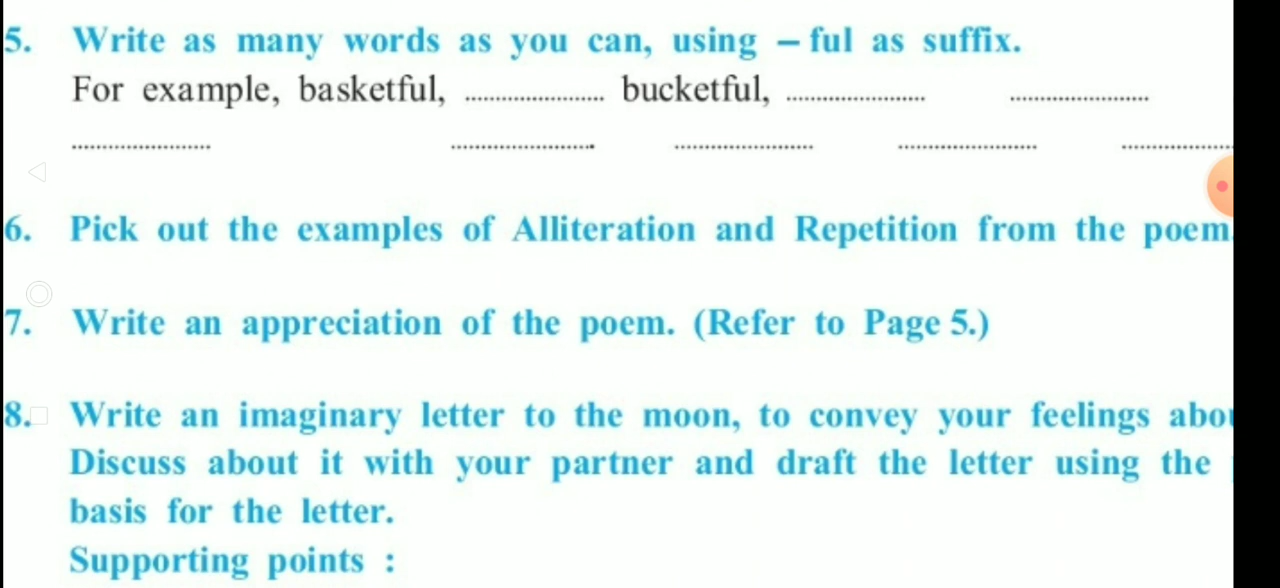 5. Write as many words as you can, using – ful as suffix.
For example, basketful, ........................ bucketful, ........................ ........................
........................ ........................ ........................ ........................ ....................
6. Pick out the examples of Alliteration and Repetition from the poem.
7. Write an appreciation of the poem. (Refer to Page 5.)
8. Write an imaginary letter to the moon, to convey your feelings
Discuss about it with your partner and draft the letter using the
basis for the letter.
Supporting points :